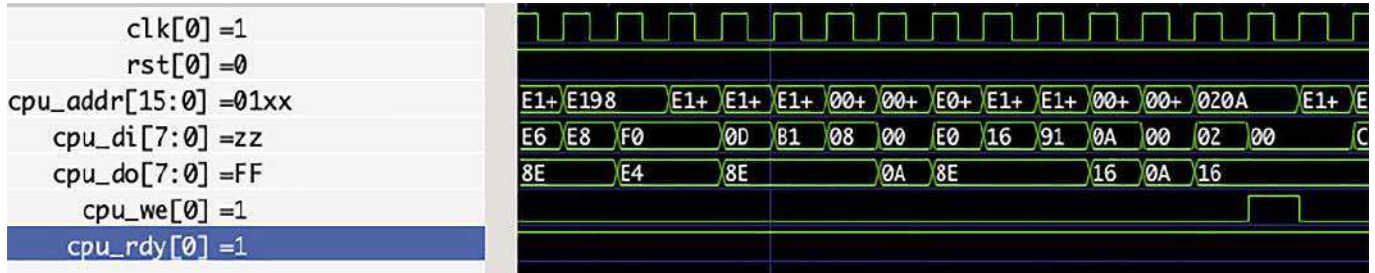 clk[0] =1
rst[0] =0
cpu_addr[15:0] =01xx E1+ E198 E1+ E1+ E1+ 00+ 00+ E0+ E1+ E1+ 00+ 00+ 020A E1+ E
cpu_di[7:0] =zz E6 E8 F0 0D B1 08 00 E0 16 91 0A 00 02 00 C
cpu_do[7:0] =FF 8E E4 8E 0A 8E 16 0A 16
cpu_we[0] =1
cpu_rdy[0] =1